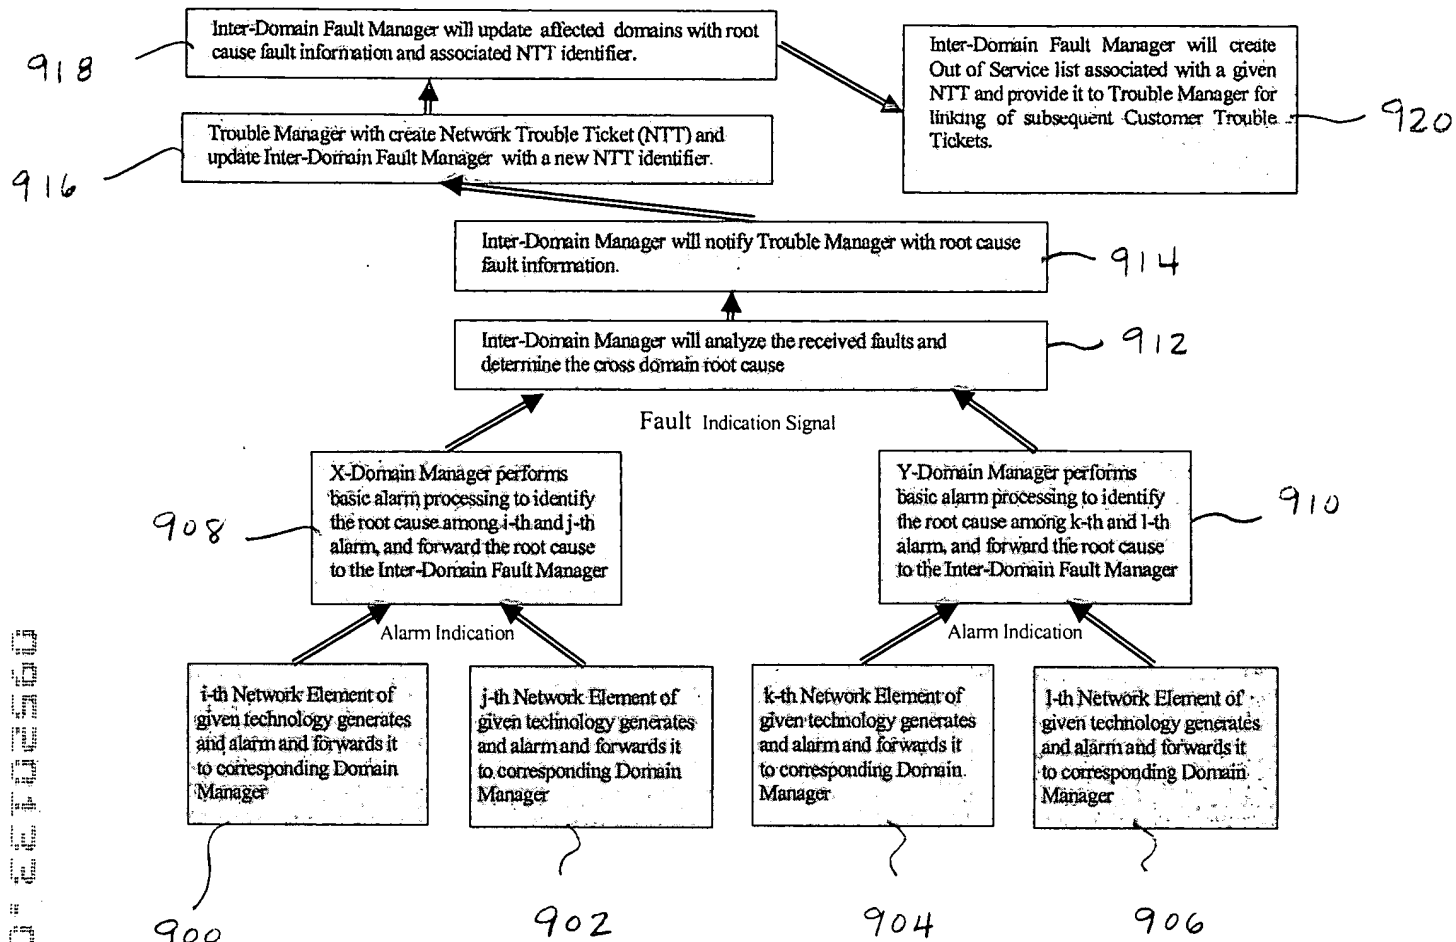 Inter-Domain Fault Manager will update affected domains with root
cause fault information and associated NTT identifier.
918
Inter-Domain Fault Manager will create
Out of Service list associated with a given
NTT and provide it to Trouble Manager for
linking of subsequent Customer Trouble
Tickets.
920
Trouble Manager with create Network Trouble Ticket (NTT) and
update Inter-Domain Fault Manager with a new NTT identifier.
916
Inter-Domain Manager will notify Trouble Manager with root cause
fault information.
914
Inter-Domain Manager will analyze the received faults and
determine the cross domain root cause
912
Fault Indication Signal
X-Domain Manager performs
basic alarm processing to identify
the root cause among i-th and j-th
alarm, and forward the root cause
to the Inter-Domain Fault Manager
908
Y-Domain Manager performs
basic alarm processing to identify
the root cause among k-th and l-th
alarm, and forward the root cause
to the Inter-Domain Fault Manager
910
Alarm Indication
Alarm Indication
i-th Network Element of
given technology generates
and alarm and forwards it
to corresponding Domain
Manager
j-th Network Element of
given technology generates
and alarm and forwards it
to corresponding Domain
Manager
k-th Network Element of
given technology generates
and alarm and forwards it
to corresponding Domain
Manager
l-th Network Element of
given technology generates
and alarm and forwards it
to corresponding Domain
Manager
900
902
904
906